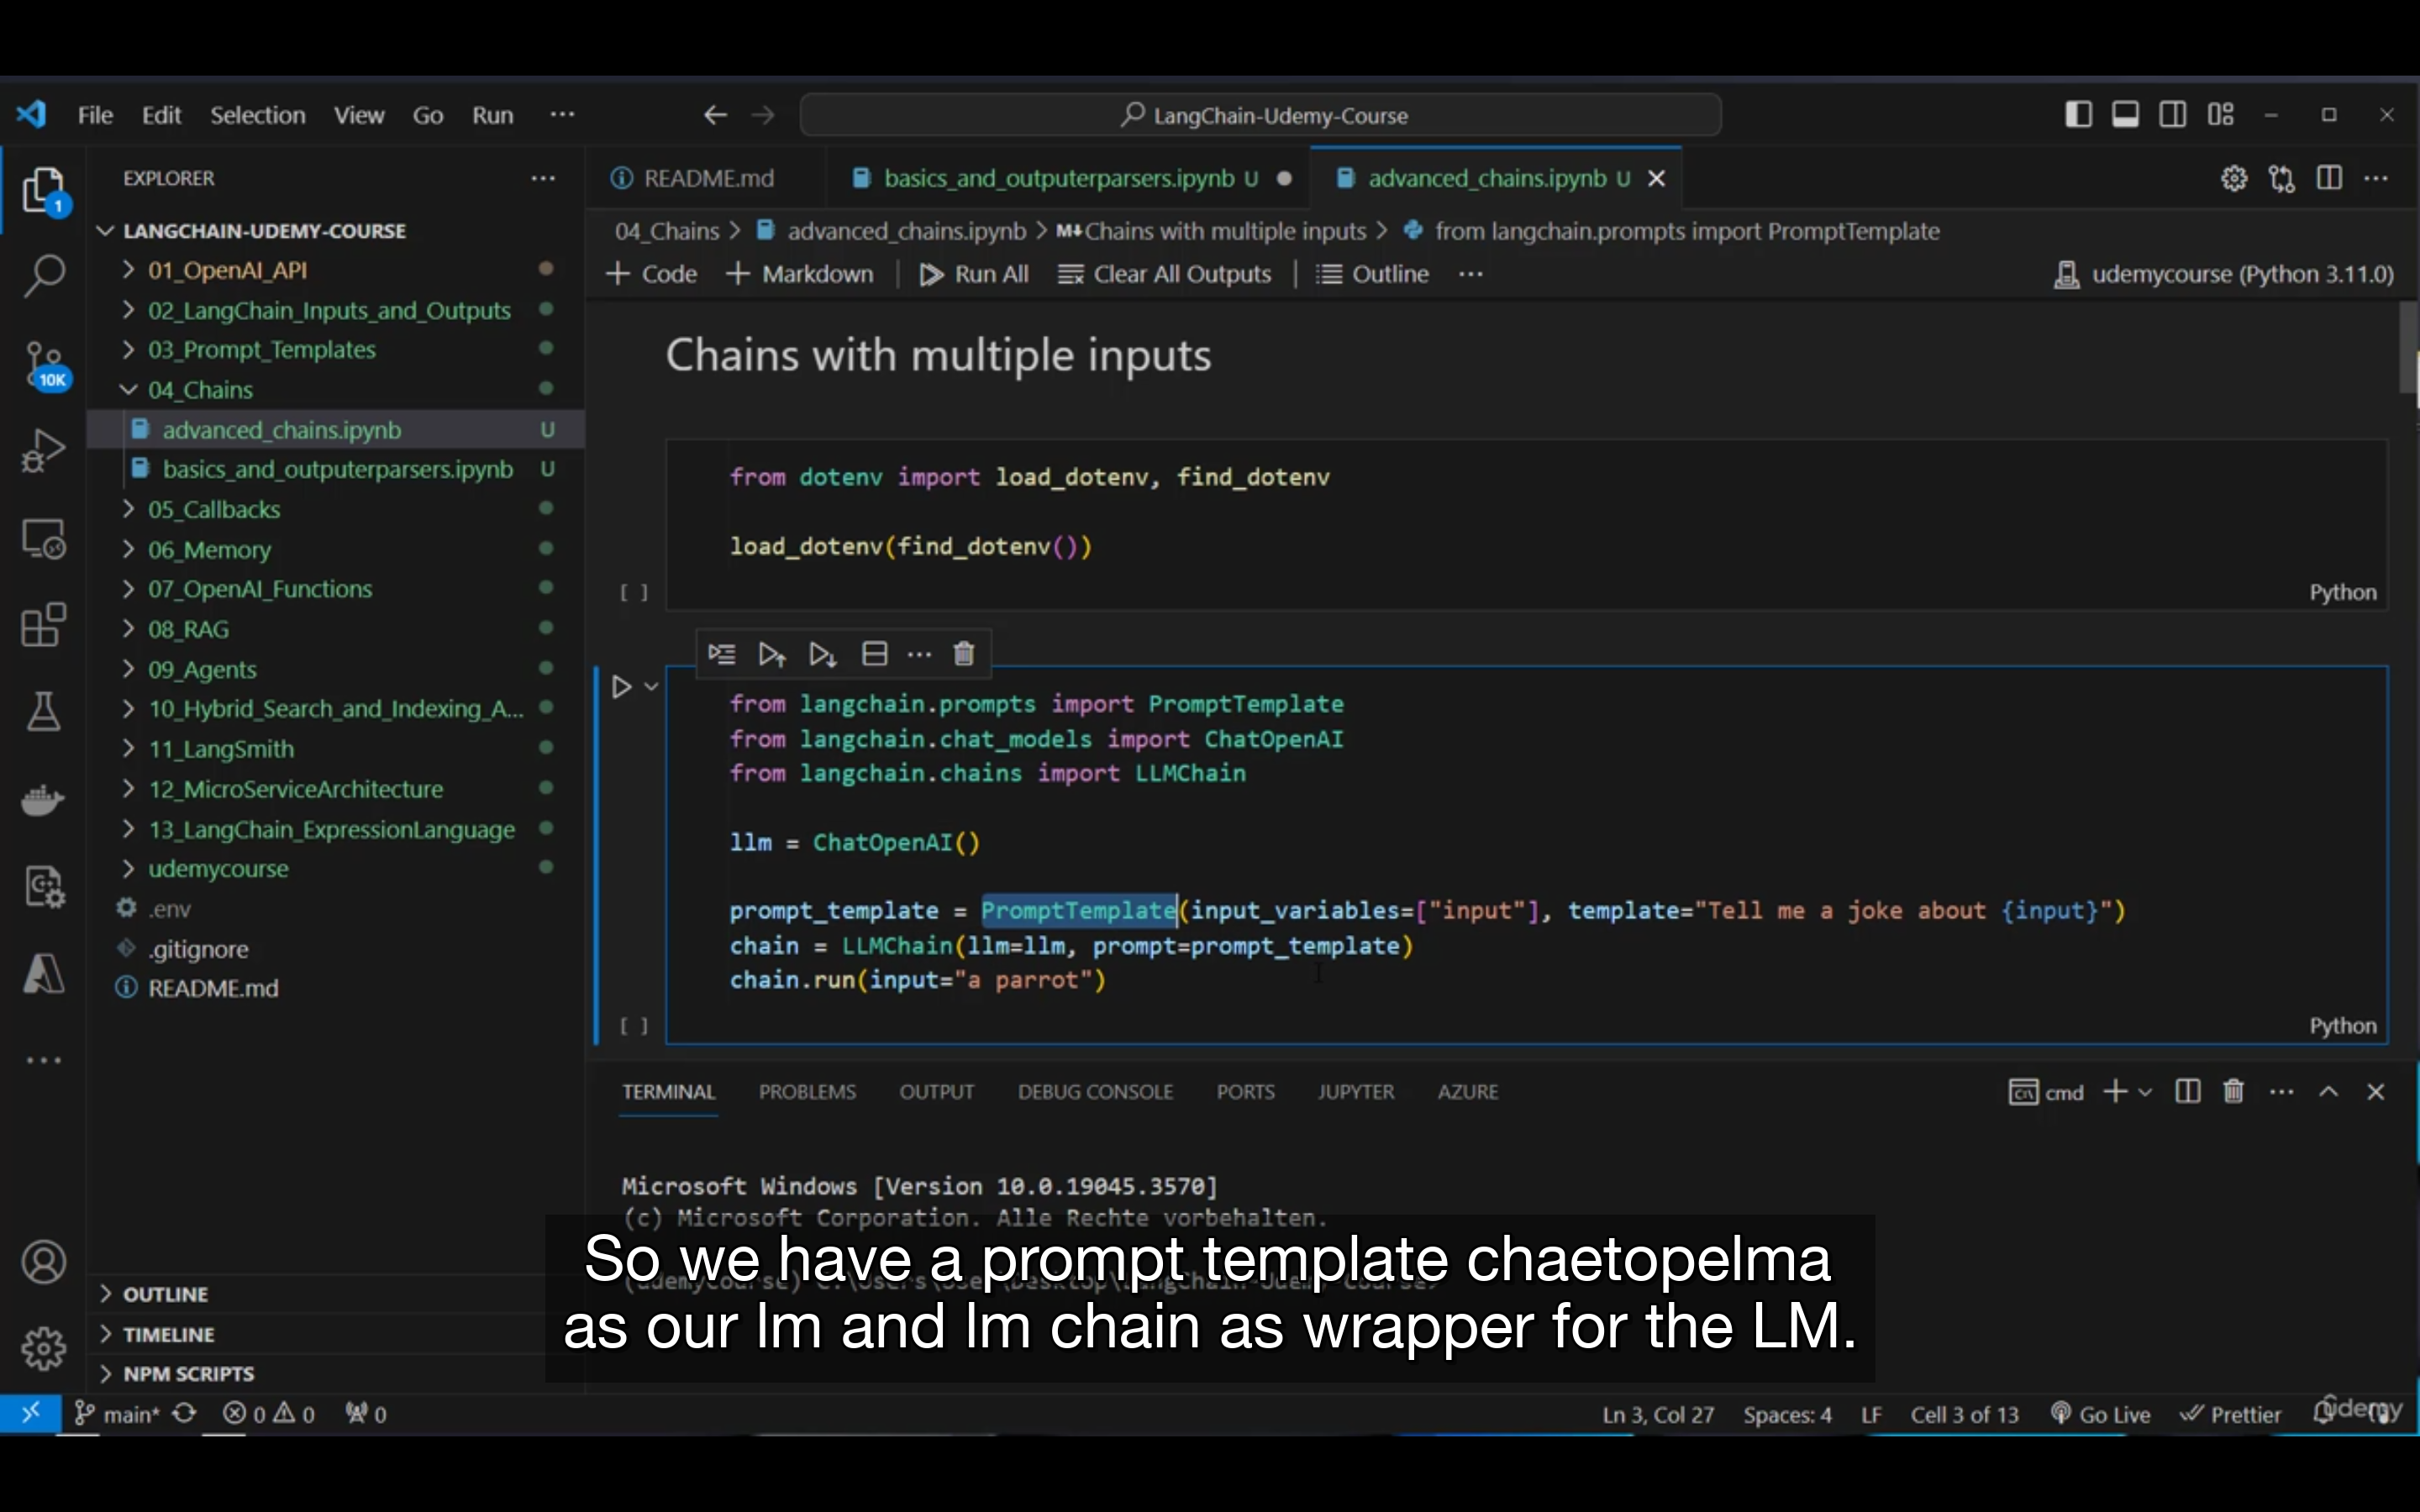 File Edit Selection View Go Run ...
LangChain-Udemy-Course
EXPLORER
README.md
basics_and_outputerparsers.ipynb U
advanced_chains.ipynb U
1
LANGCHAIN-UDEMY-COURSE
04_Chains > advanced_chains.ipynb > M↓Chains with multiple inputs > from langchain.prompts import PromptTemplate
01_OpenAI_API
+ Code + Markdown Run All Clear All Outputs Outline ...
udemycourse (Python 3.11.0)
02_LangChain_Inputs_and_Outputs
03_Prompt_Templates
10K
04_Chains
advanced_chains.ipynb U
basics_and_outputerparsers.ipynb U
05_Callbacks
06_Memory
07_OpenAI_Functions
08_RAG
09_Agents
10_Hybrid_Search_and_Indexing_A...
11_LangSmith
12_MicroServiceArchitecture
13_LangChain_ExpressionLanguage
udemycourse
.env
.gitignore
README.md
OUTLINE
TIMELINE
NPM SCRIPTS
Chains with multiple inputs
from dotenv import load_dotenv, find_dotenv
load_dotenv(find_dotenv())
[ ]
Python
from langchain.prompts import PromptTemplate
from langchain.chat_models import ChatOpenAI
from langchain.chains import LLMChain
llm = ChatOpenAI()
prompt_template = PromptTemplate(input_variables=["input"], template="Tell me a joke about {input}")
chain = LLMChain(llm=llm, prompt=prompt_template)
chain.run(input="a parrot")
[ ]
Python
TERMINAL PROBLEMS OUTPUT DEBUG CONSOLE PORTS JUPYTER AZURE
cmd
Microsoft Windows [Version 10.0.19045.3570]
(c) Microsoft Corporation. Alle Rechte vorbehalten.
So we have a prompt template chaetopelma
as our lm and lm chain as wrapper for the LM.
main* 0 0 0
Ln 3, Col 27 Spaces: 4 LF Cell 3 of 13 Go Live Prettier
udemy